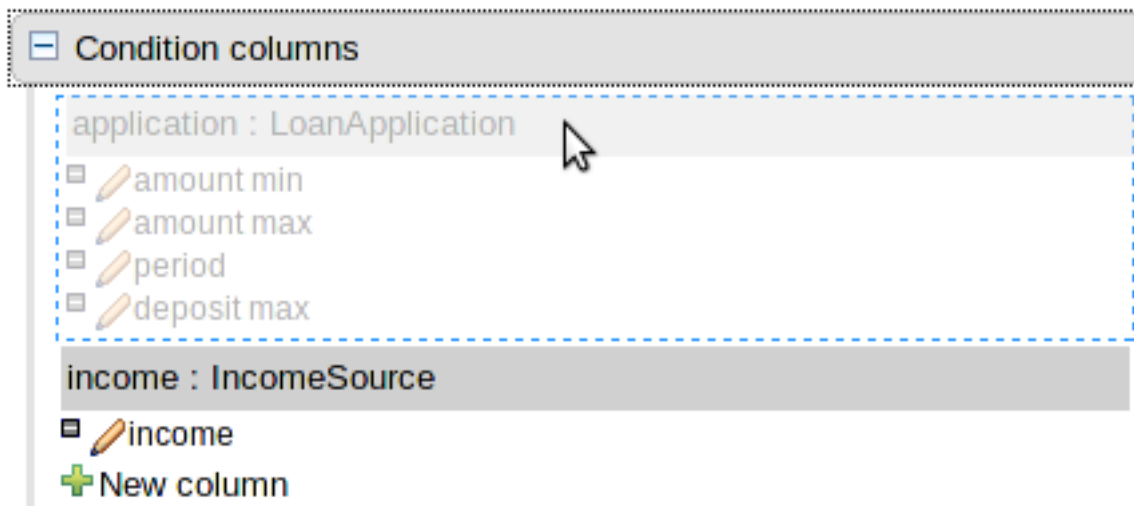 Condition columns
application : LoanApplication
amount min
amount max
period
deposit max
income : IncomeSource
income
New column